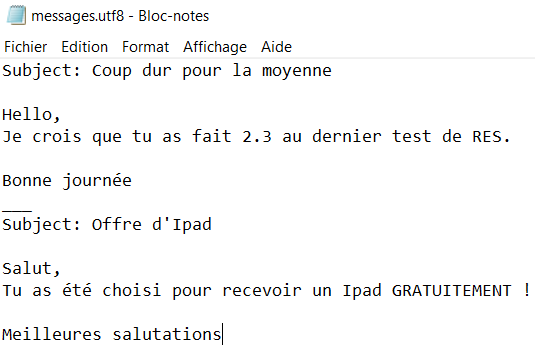 messages.utf8 - Bloc-notes
Fichier Edition Format Affichage Aide
Subject: Coup dur pour la moyenne
Hello,
Je crois que tu as fait 2.3 au dernier test de RES.
Bonne journée
___
Subject: Offre d'Ipad
Salut,
Tu as été choisi pour recevoir un Ipad GRATUITEMENT !
Meilleures salutations